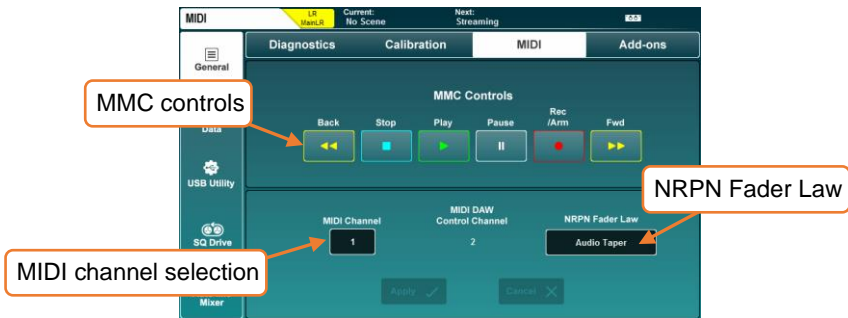 MIDI
LR
MainLR
Current:
No Scene
Next:
Streaming
Diagnostics
Calibration
MIDI
Add-ons
General
MMC controls
Data
USB Utility
SQ Drive
MIDI channel selection
Mixer
MMC Controls
Back
Stop
Play
Pause
Rec
/Arm
Fwd
NRPN Fader Law
MIDI Channel
MIDI DAW
Control Channel
NRPN Fader Law
1
2
Audio Taper
Apply
Cancel